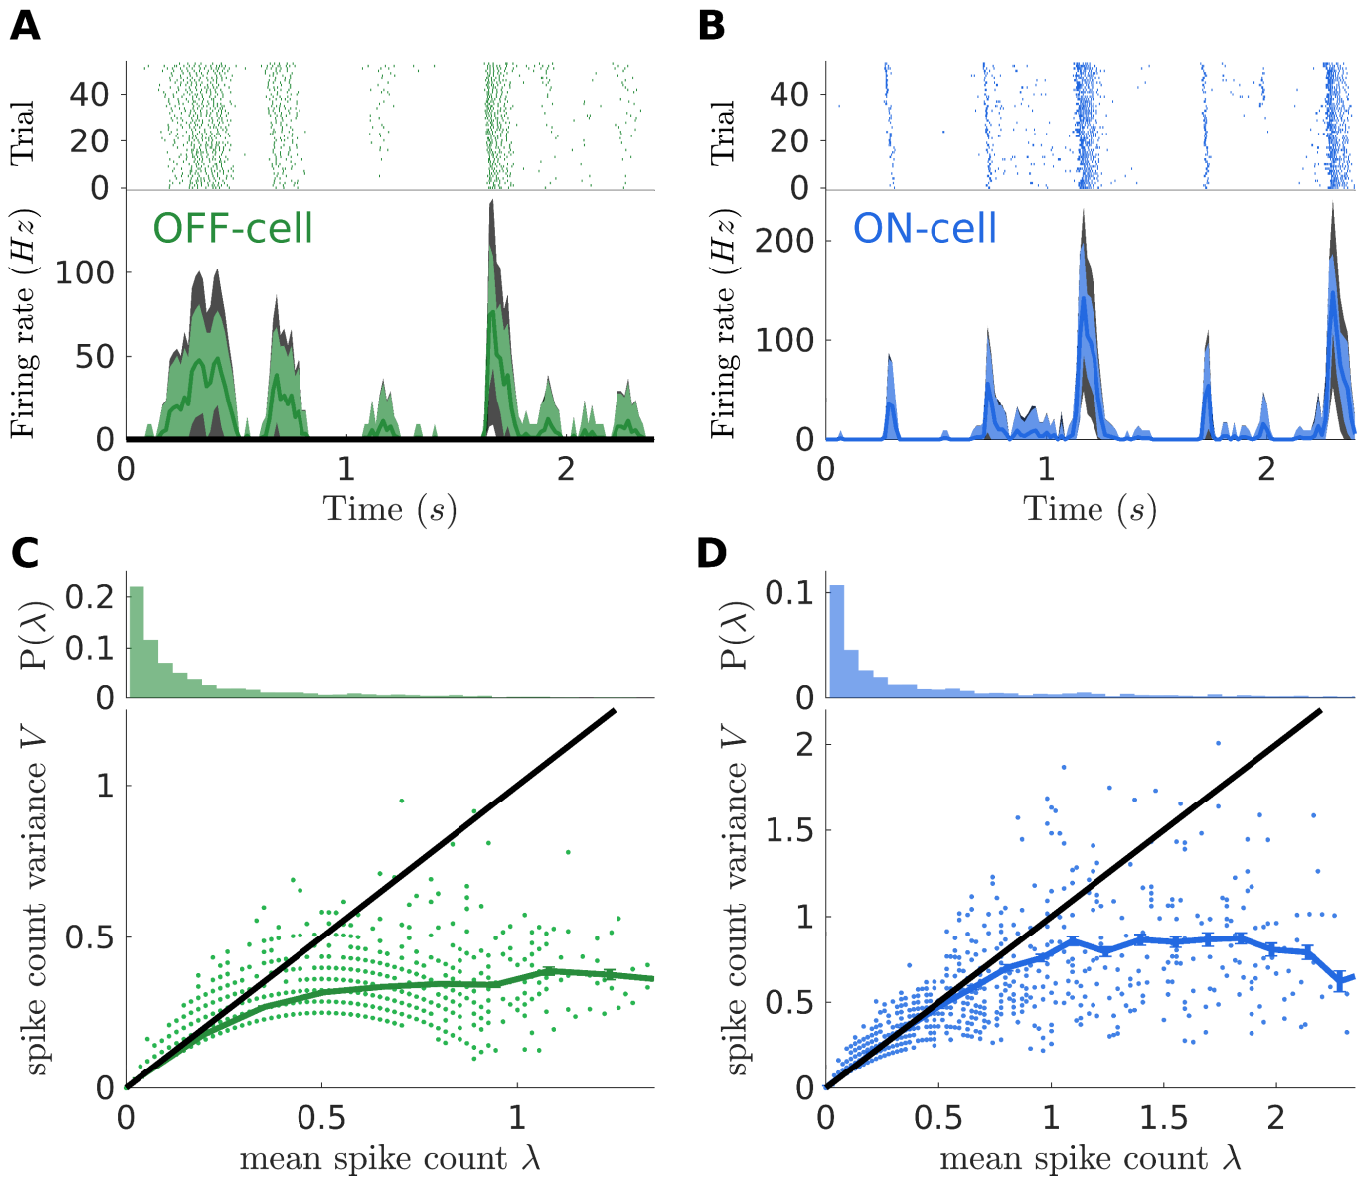 A
B
Trial
40
20
0
Trial
40
20
0
OFF-cell
ON-cell
Firing rate (Hz)
100
50
0
Firing rate (Hz)
200
100
0
0 1 2
0 1 2
Time (s)
Time (s)
C
D
P(λ)
0.2
0.1
0
P(λ)
0.1
0
spike count variance V
1
0.5
0
spike count variance V
2
1.5
1
0.5
0
0 0.5 1
0 0.5 1 1.5 2
mean spike count λ
mean spike count λ